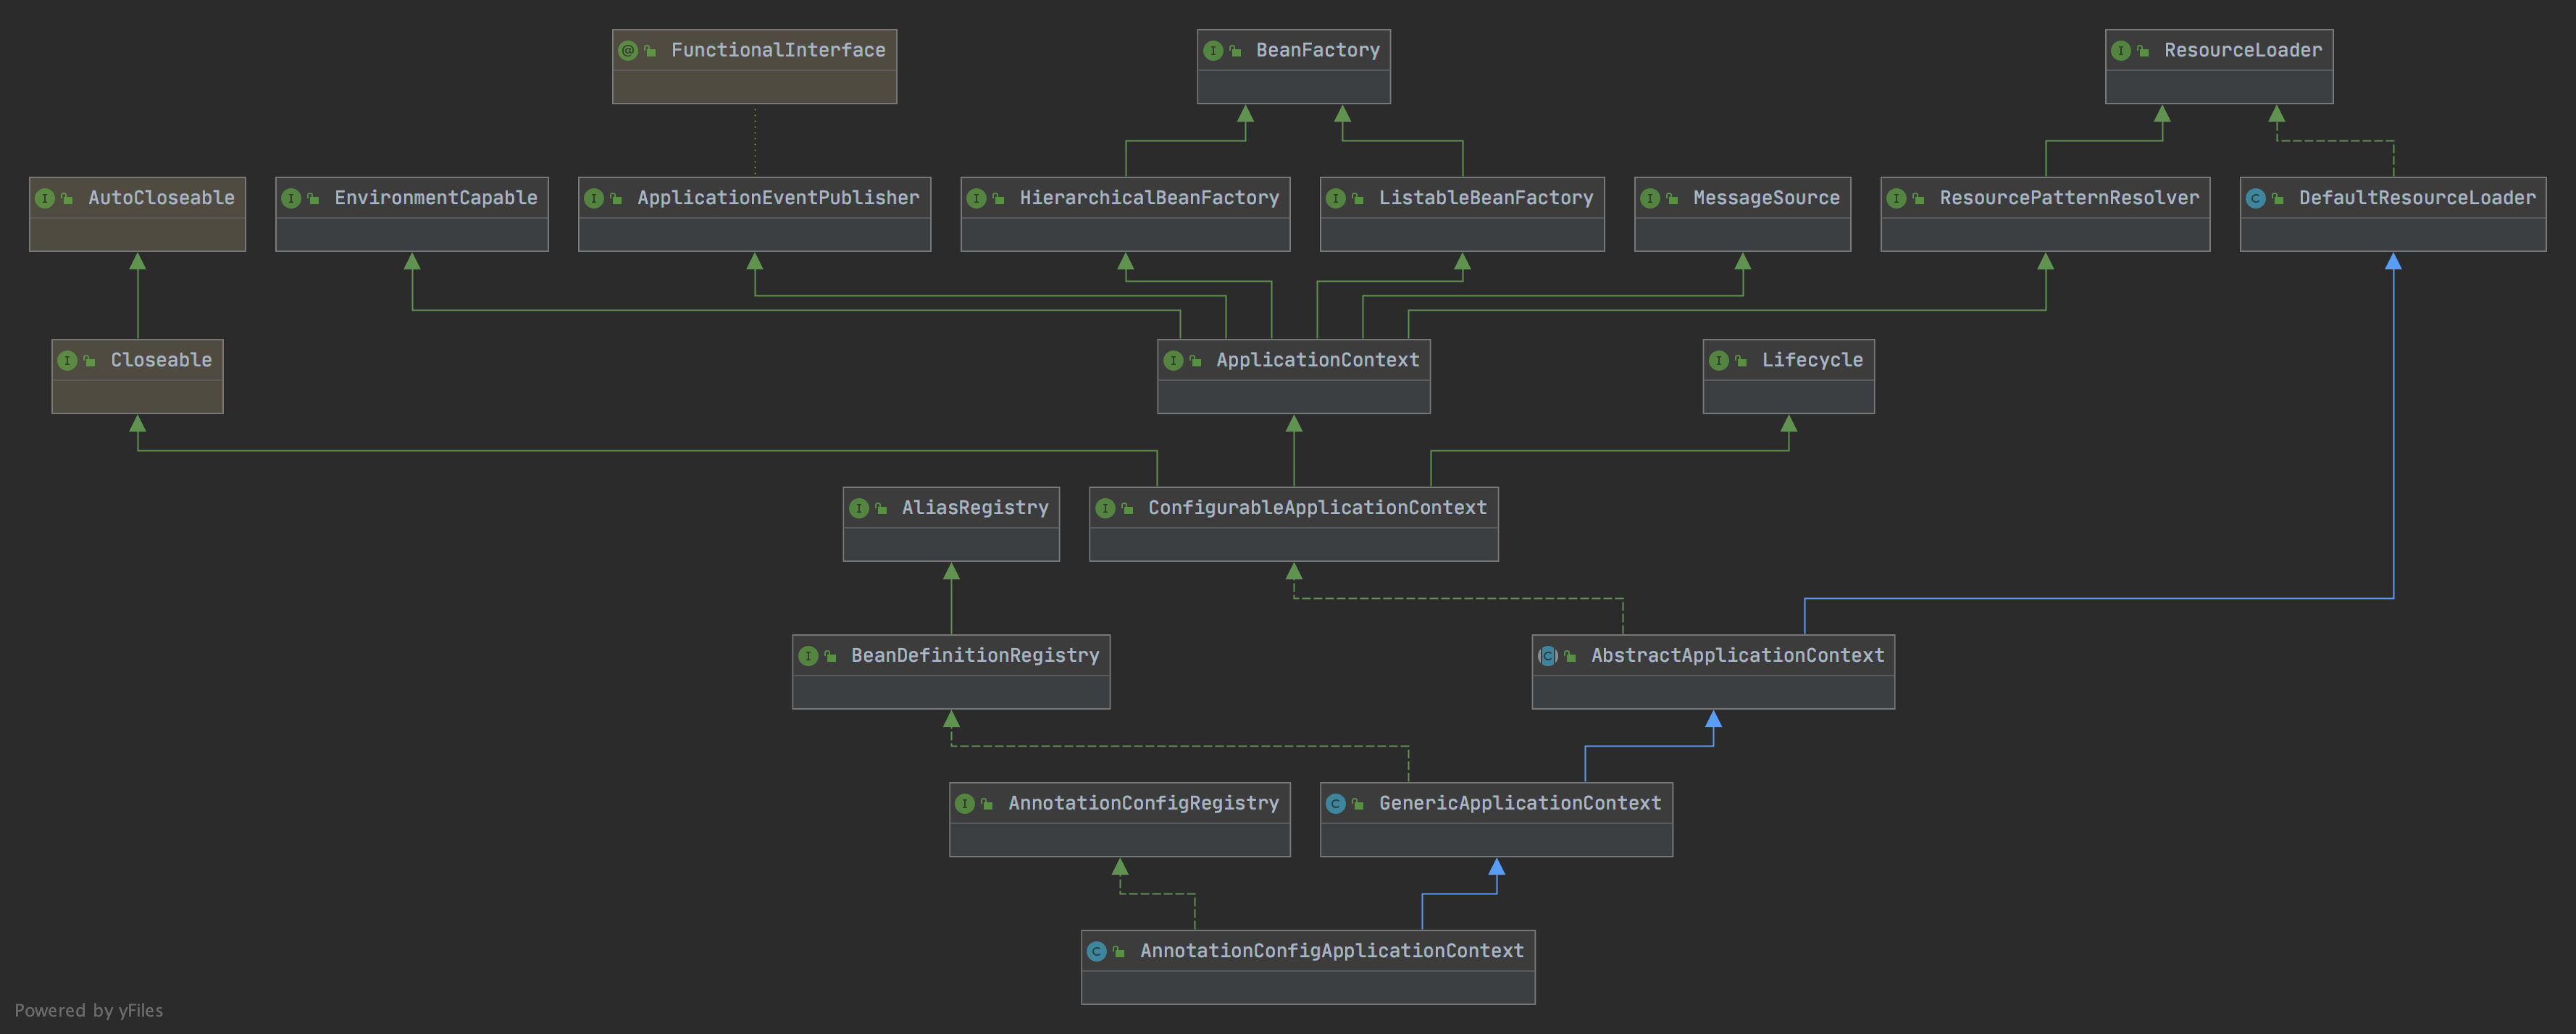 FunctionalInterface
BeanFactory
ResourceLoader
AutoCloseable
EnvironmentCapable
ApplicationEventPublisher
HierarchicalBeanFactory
ListableBeanFactory
MessageSource
ResourcePatternResolver
DefaultResourceLoader
Closeable
ApplicationContext
Lifecycle
AliasRegistry
ConfigurableApplicationContext
BeanDefinitionRegistry
AbstractApplicationContext
AnnotationConfigRegistry
GenericApplicationContext
AnnotationConfigApplicationContext
Powered by yFiles